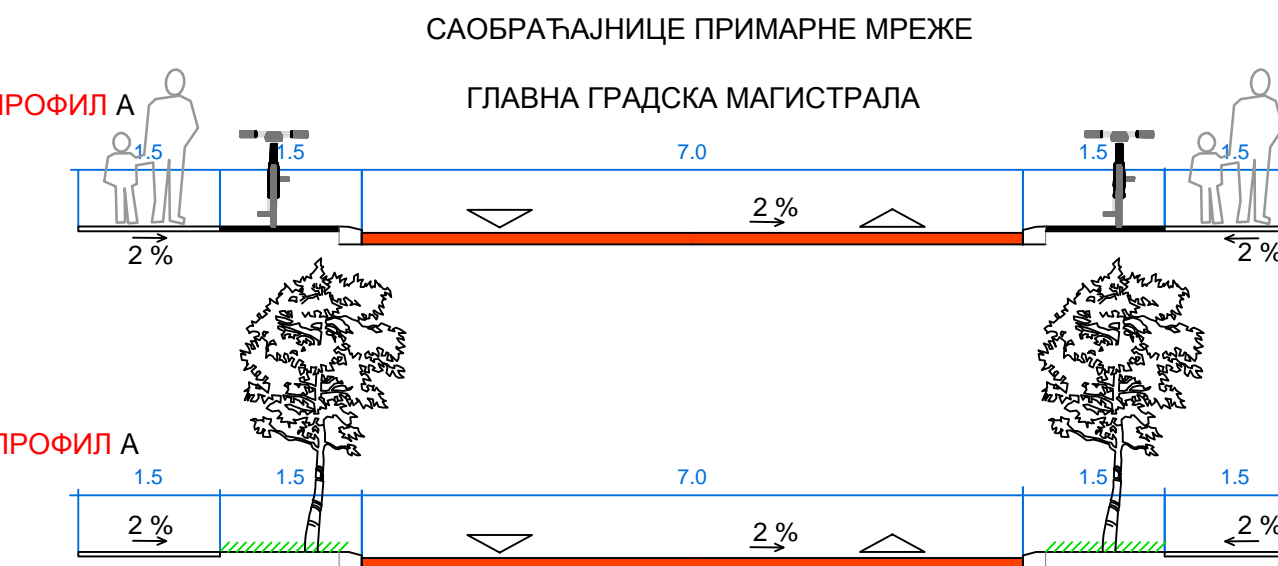 САОБРАЋАЈНИЦЕ ПРИМАРНЕ МРЕЖЕ
ГЛАВНА ГРАДСКА МАГИСТРАЛА
ПРОФИЛ А
1.5 1.5 7.0 1.5 1.5
2 %
2 % 2 %
ПРОФИЛ А
1.5 1.5 7.0 1.5 1.5
2 % 2 % 2 %